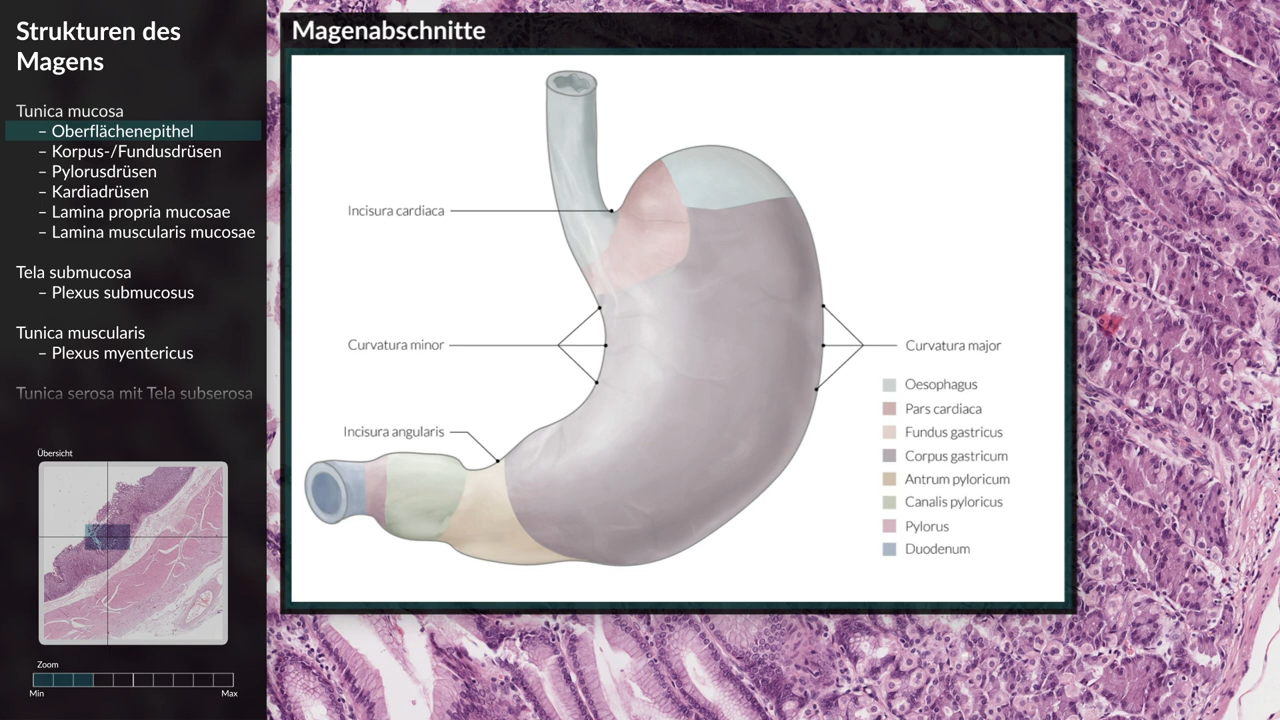 Strukturen des
Magens
Tunica mucosa
– Oberflächenepithel
– Korpus-/Fundusdrüsen
– Pylorusdrüsen
– Kardiadrüsen
– Lamina propria mucosae
– Lamina muscularis mucosae
Tela submucosa
– Plexus submucosus
Tunica muscularis
– Plexus myentericus
Tunica serosa mit Tela subserosa
Übersicht
Zoom
Min
Max
Magenabschnitte
Incisura cardiaca
Curvatura minor
Incisura angularis
Curvatura major
Oesophagus
Pars cardiaca
Fundus gastricus
Corpus gastricum
Antrum pyloricum
Canalis pyloricus
Pylorus
Duodenum